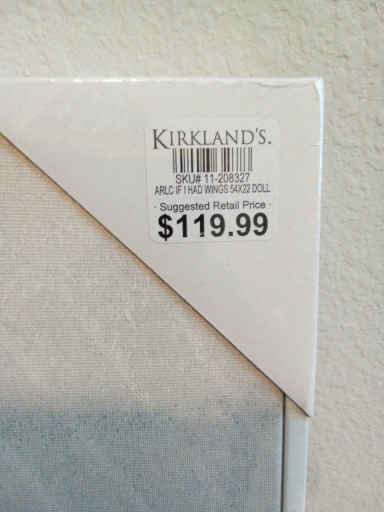 KIRKLAND'S.
SKU# 11-208327
ARLC IF I HAD WINGS 54X22 DOLL
· Suggested Retail Price ·
$119.99